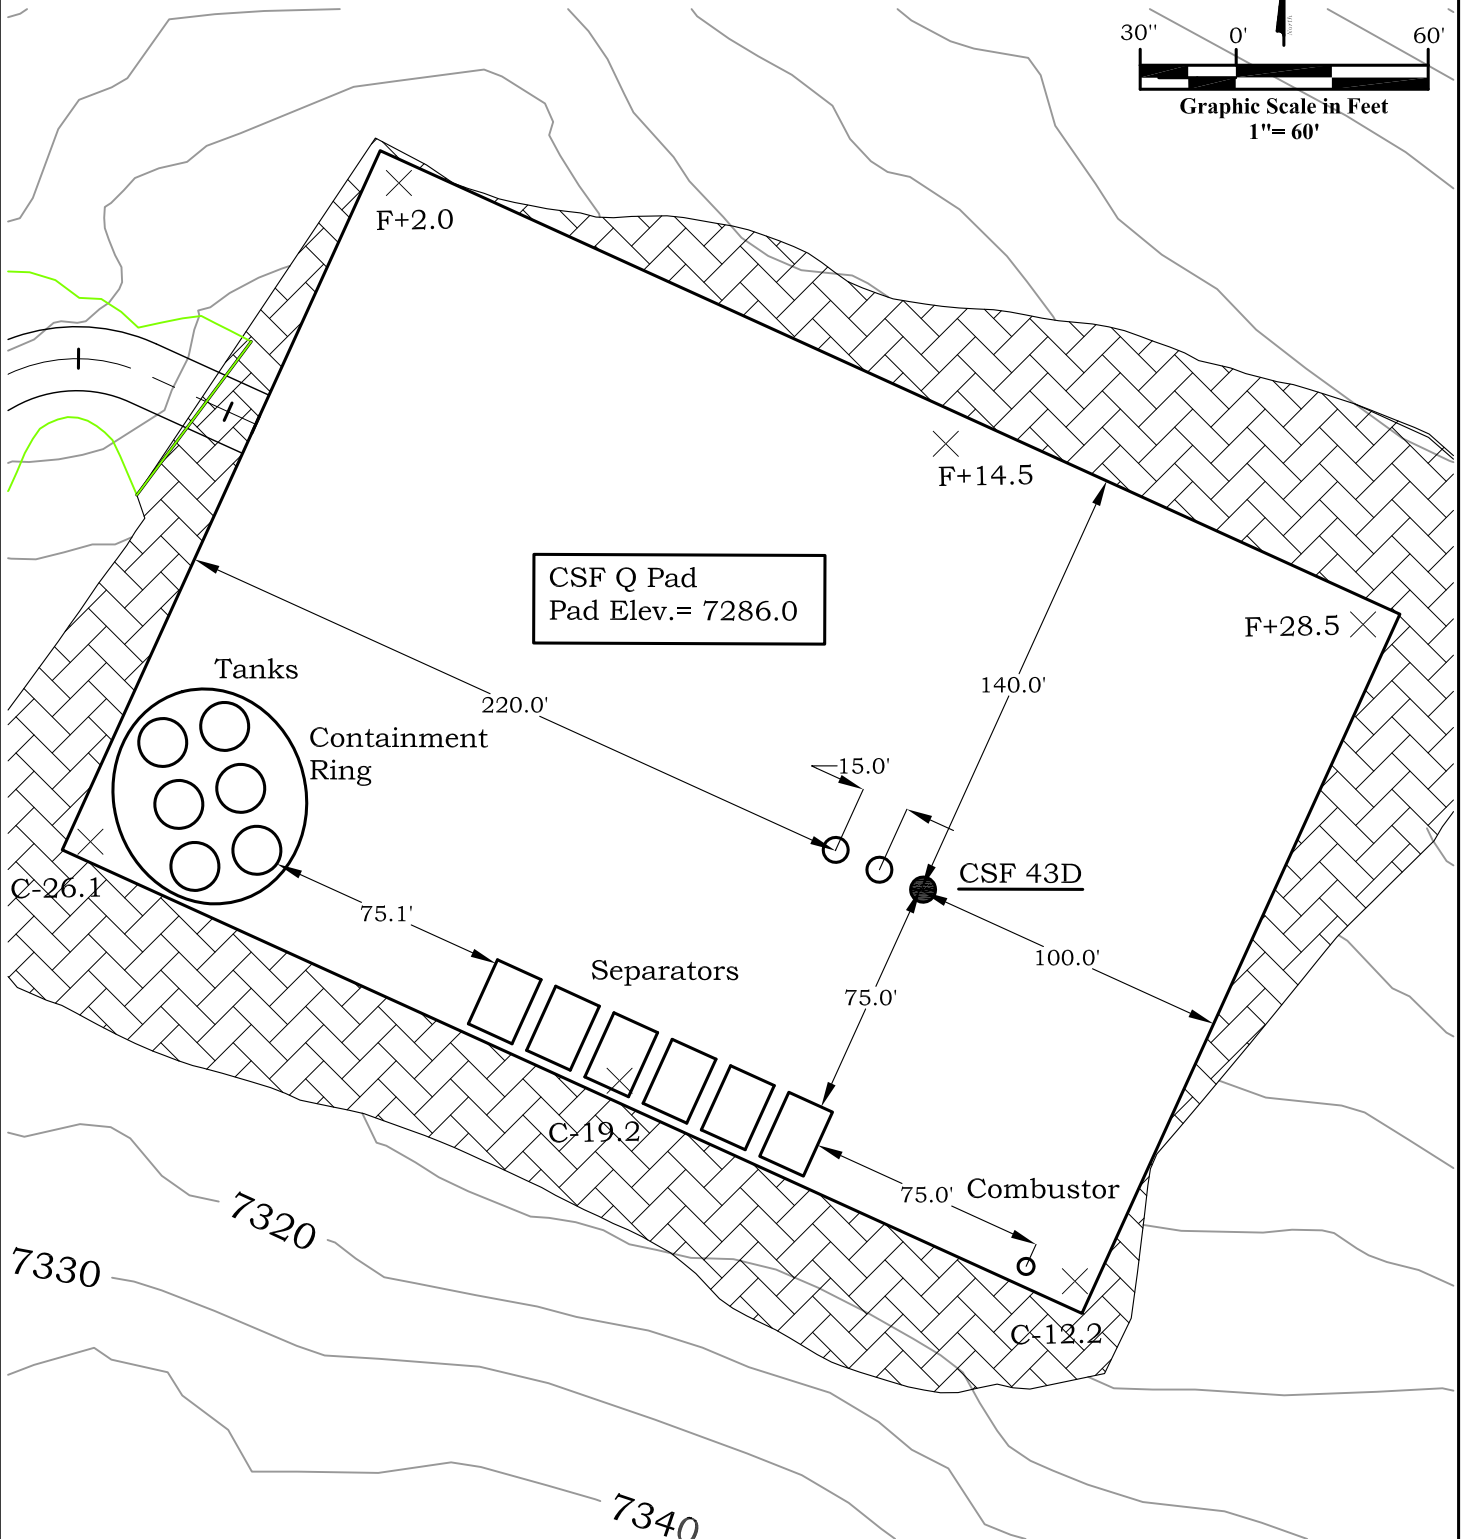 North
30" 0' 60'
Graphic Scale in Feet
1"= 60'
F+2.0
F+14.5
CSF Q Pad
Pad Elev.= 7286.0
F+28.5
Tanks
140.0'
220.0'
Containment
Ring
15.0'
CSF 43D
C-26.1
75.1'
100.0'
Separators
75.0'
C-19.2
75.0'
Combustor
7320
7330
C-12.2
7340